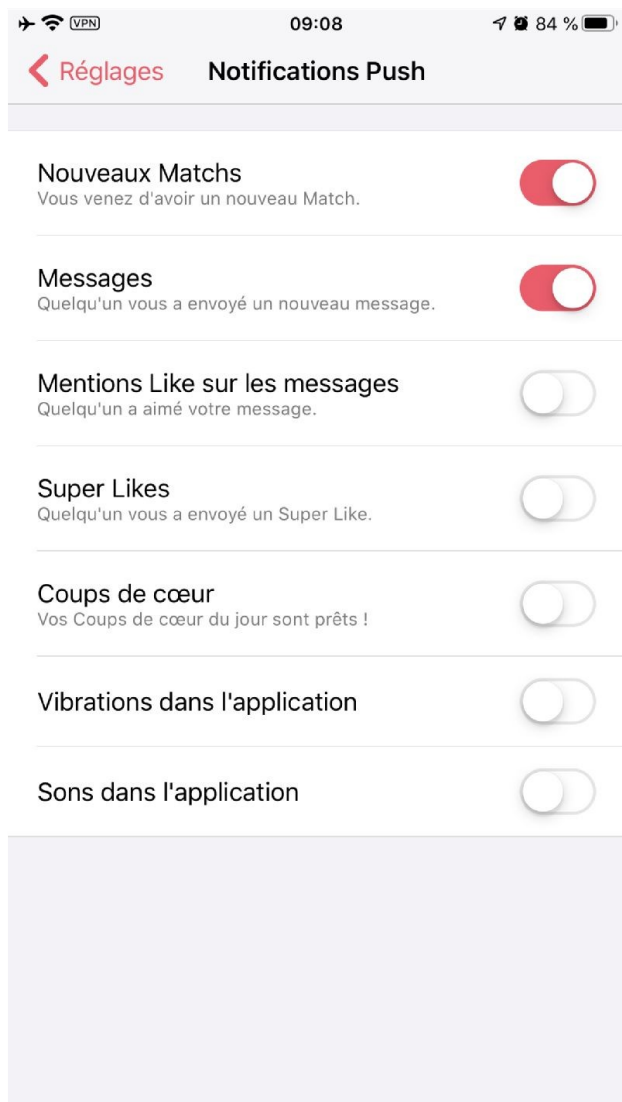 VPN 09:08 84 %
Réglages Notifications Push
Nouveaux Matchs
Vous venez d'avoir un nouveau Match.
Messages
Quelqu'un vous a envoyé un nouveau message.
Mentions Like sur les messages
Quelqu'un a aimé votre message.
Super Likes
Quelqu'un vous a envoyé un Super Like.
Coups de cœur
Vos Coups de cœur du jour sont prêts !
Vibrations dans l'application
Sons dans l'application